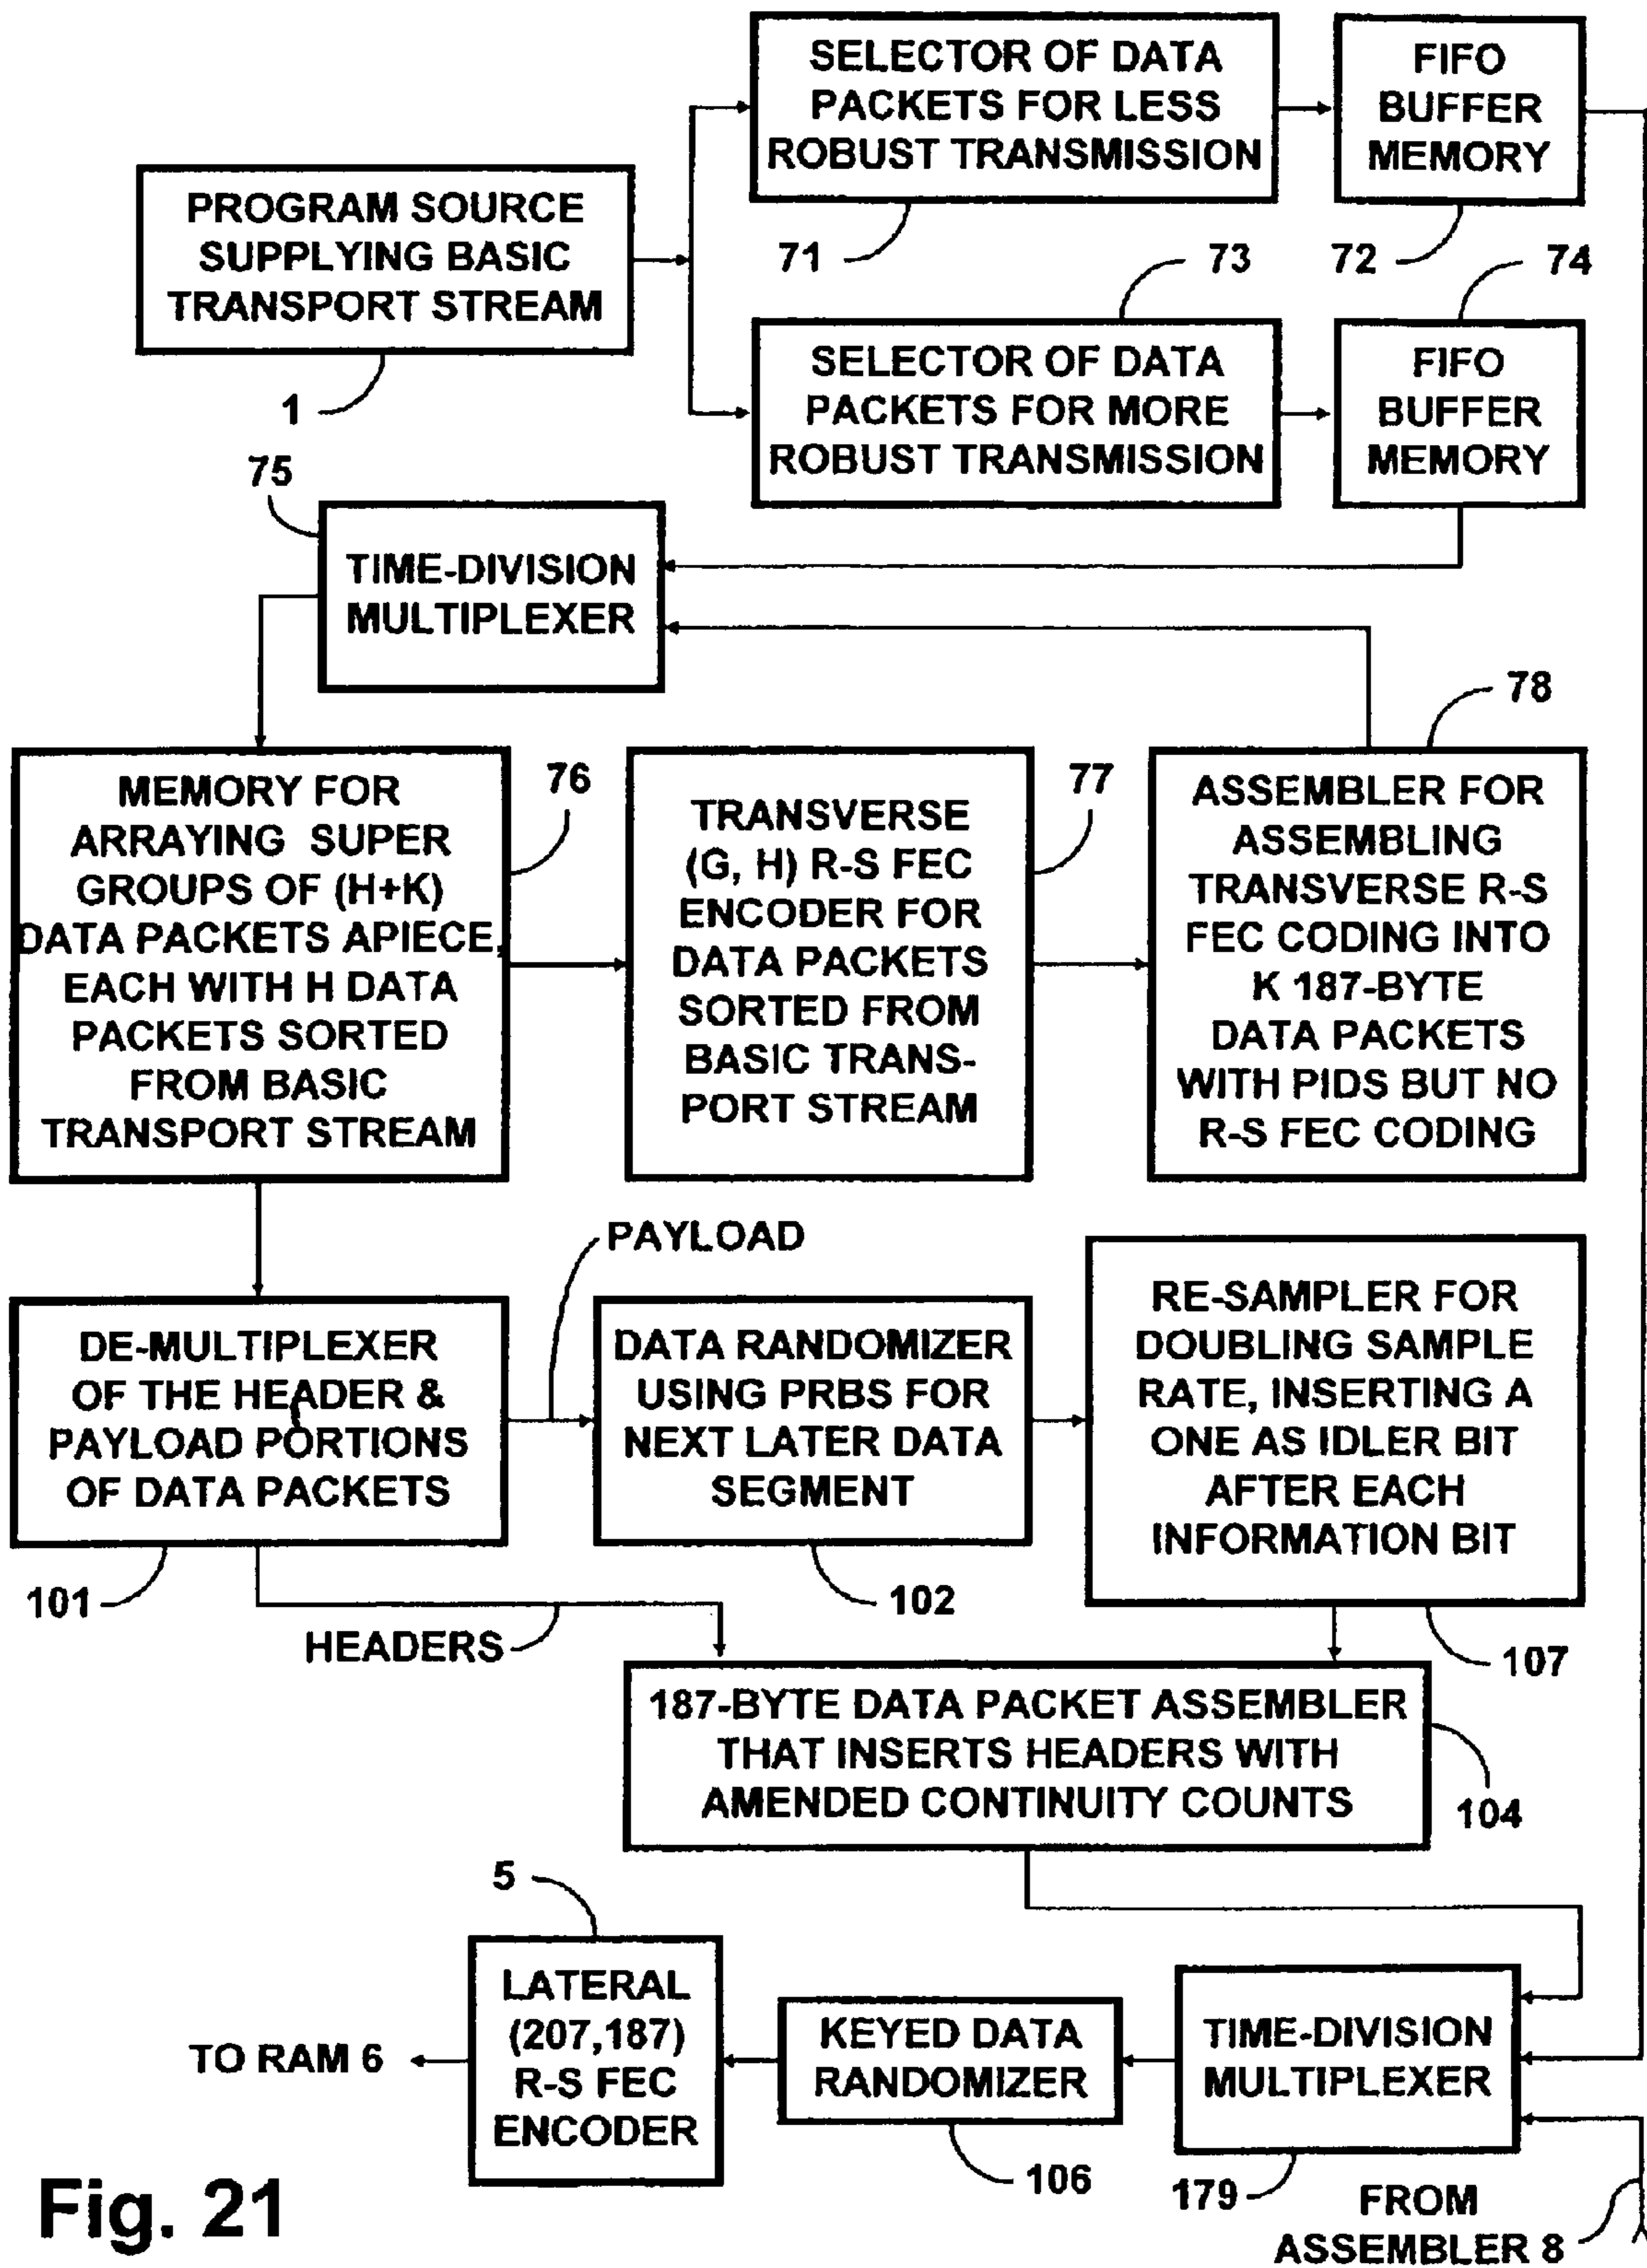 SELECTOR OF DATA
PACKETS FOR LESS
ROBUST TRANSMISSION
FIFO
BUFFER
MEMORY
PROGRAM SOURCE
SUPPLYING BASIC
TRANSPORT STREAM
71
73
72
74
1
SELECTOR OF DATA
PACKETS FOR MORE
ROBUST TRANSMISSION
FIFO
BUFFER
MEMORY
75
TIME-DIVISION
MULTIPLEXER
78
MEMORY FOR
ARRAYING SUPER
GROUPS OF (H+K)
DATA PACKETS APIECE,
EACH WITH H DATA
PACKETS SORTED
FROM BASIC
TRANSPORT STREAM
76
TRANSVERSE
(G, H) R-S FEC
ENCODER FOR
DATA PACKETS
SORTED FROM
BASIC TRANS-
PORT STREAM
77
ASSEMBLER FOR
ASSEMBLING
TRANSVERSE R-S
FEC CODING INTO
K 187-BYTE
DATA PACKETS
WITH PIDS BUT NO
R-S FEC CODING
PAYLOAD
DE-MULTIPLEXER
OF THE HEADER &
PAYLOAD PORTIONS
OF DATA PACKETS
DATA RANDOMIZER
USING PRBS FOR
NEXT LATER DATA
SEGMENT
RE-SAMPLER FOR
DOUBLING SAMPLE
RATE, INSERTING A
ONE AS IDLER BIT
AFTER EACH
INFORMATION BIT
101
102
HEADERS
107
187-BYTE DATA PACKET ASSEMBLER
THAT INSERTS HEADERS WITH
AMENDED CONTINUITY COUNTS
104
5
LATERAL
(207,187)
R-S FEC
ENCODER
TO RAM 6
KEYED DATA
RANDOMIZER
TIME-DIVISION
MULTIPLEXER
106
179
FROM
ASSEMBLER 8
Fig. 21